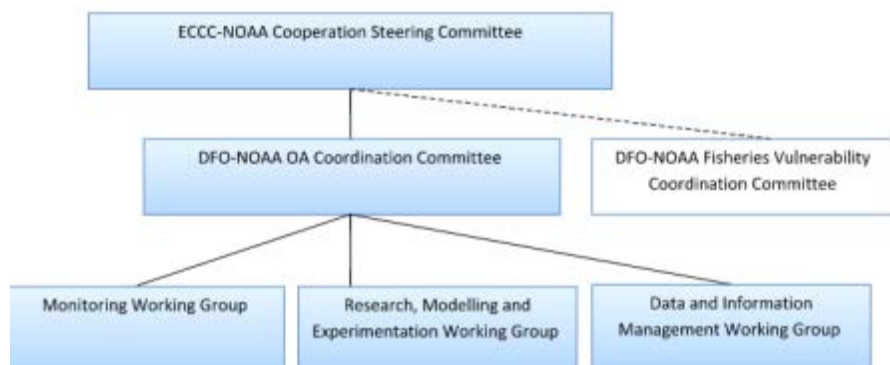 ECCC-NOAA Cooperation Steering Committee
DFO-NOAA OA Coordination Committee
DFO-NOAA Fisheries Vulnerability
Coordination Committee
Monitoring Working Group
Research, Modelling and
Experimentation Working Group
Data and Information
Management Working Group